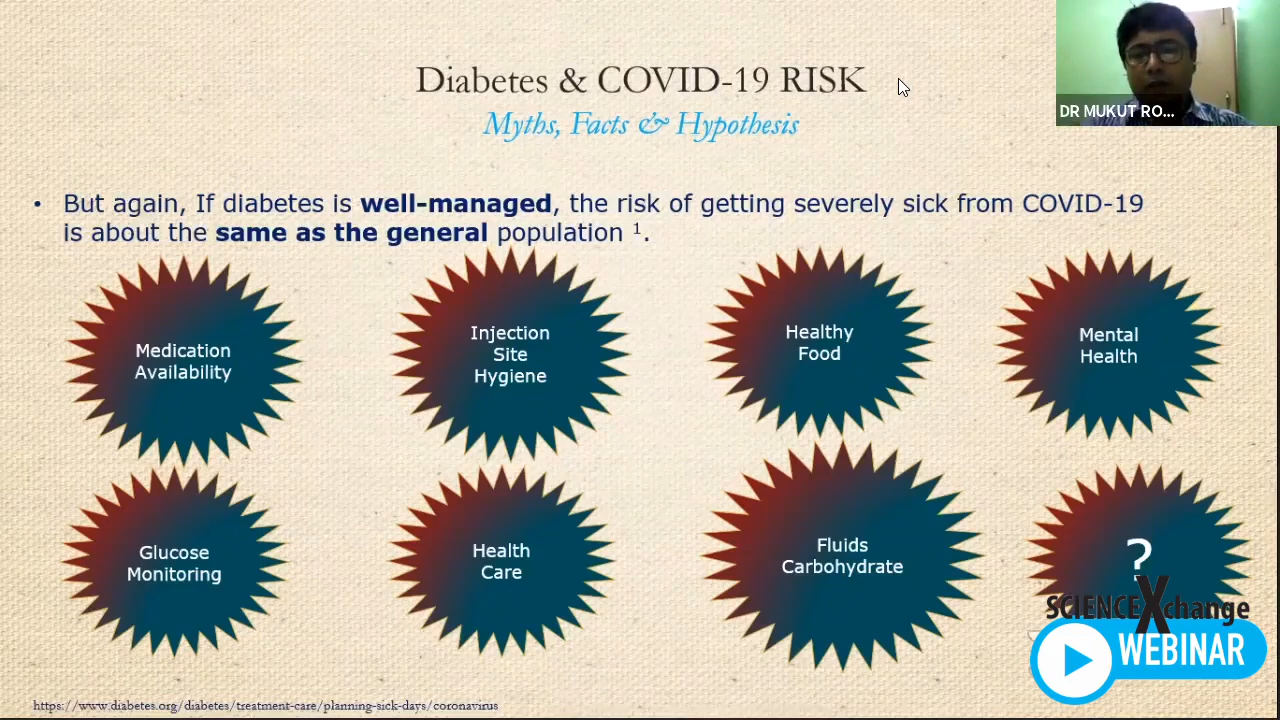 Diabetes & COVID-19 RISK
Myths, Facts & Hypothesis
DR MUKUT RO...
• But again, If diabetes is well-managed, the risk of getting severely sick from COVID-19
is about the same as the general population ¹.
Medication
Availability
Injection
Site
Hygiene
Healthy
Food
Mental
Health
Glucose
Monitoring
Health
Care
Fluids
Carbohydrate
?
SCIENCEXchange
WEBINAR
https://www.diabetes.org/diabetes/treatment-care/planning-sick-days/coronavirus